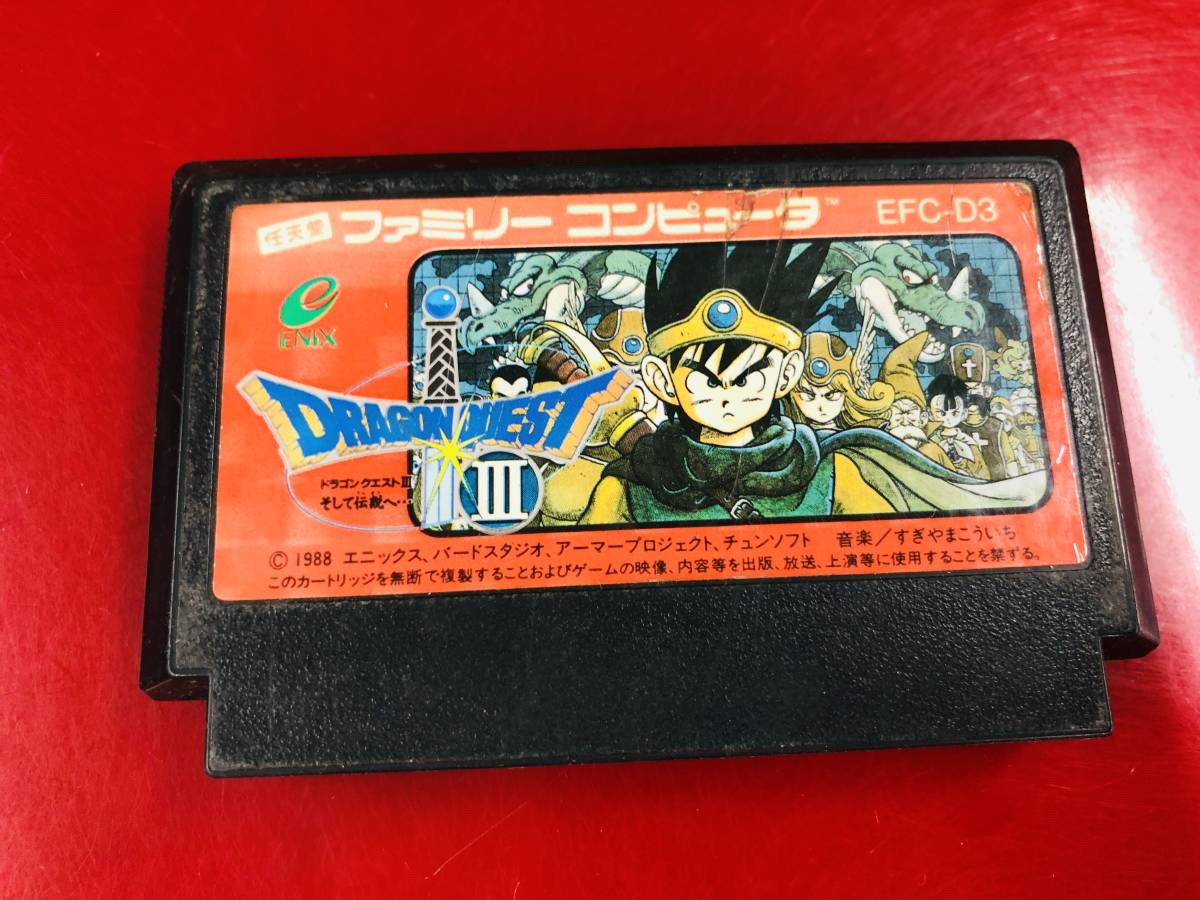 任天堂 ファミリー コンピュータ™ EFC-D3
ENIX
DRAGON QUEST
III
ドラゴンクエストIII
そして伝説へ…
© 1988 エニックス、バードスタジオ、アーマープロジェクト、チュンソフト 音楽／すぎやまこういち
このカートリッジを無断で複製することおよびゲームの映像、内容等を出版、放送、上演等に使用することを禁ずる。